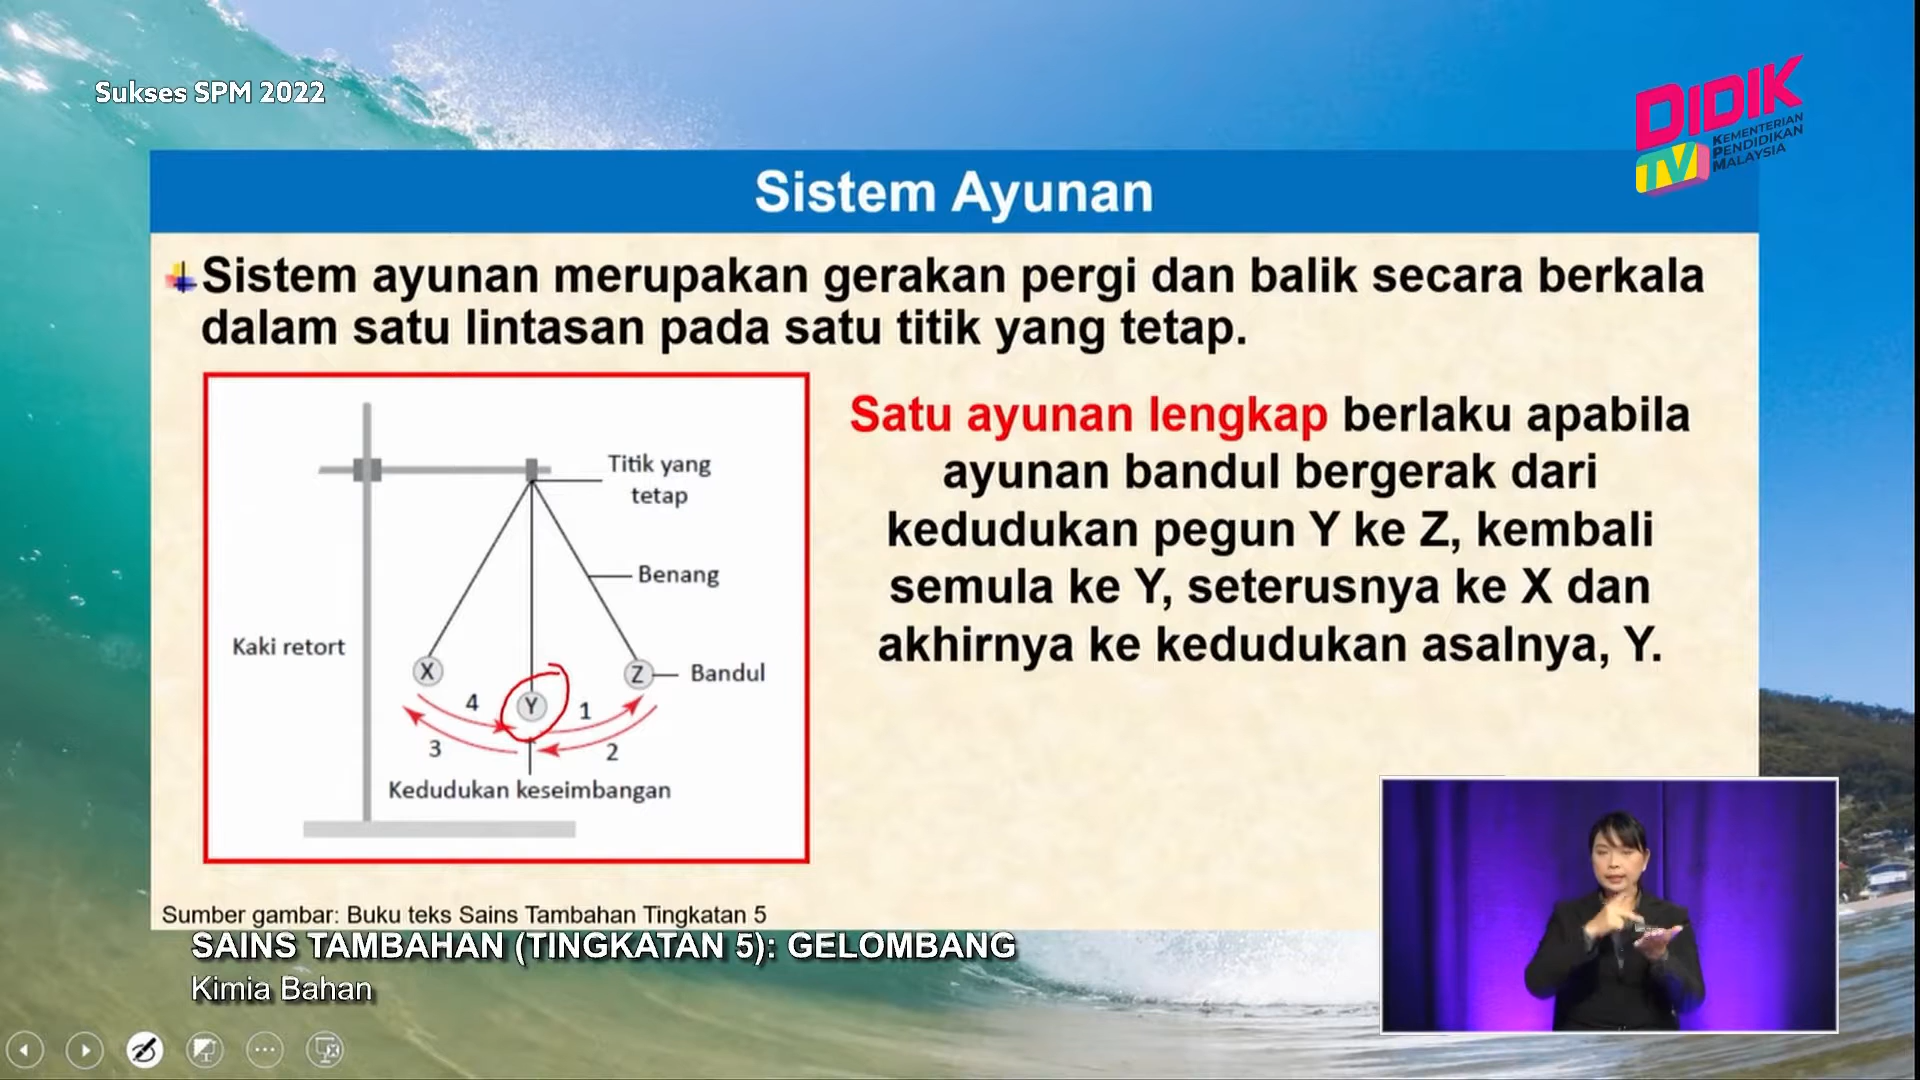 Sukses SPM 2022
DIDIK
TV
KEMENTERIAN
PENDIDIKAN
MALAYSIA
Sistem Ayunan
Sistem ayunan merupakan gerakan pergi dan balik secara berkala
dalam satu lintasan pada satu titik yang tetap.
Titik yang
tetap
Benang
Kaki retort
X
Y
Z
Bandul
4
1
3
2
Kedudukan keseimbangan
Satu ayunan lengkap berlaku apabila
ayunan bandul bergerak dari
kedudukan pegun Y ke Z, kembali
semula ke Y, seterusnya ke X dan
akhirnya ke kedudukan asalnya, Y.
Sumber gambar: Buku teks Sains Tambahan Tingkatan 5
SAINS TAMBAHAN (TINGKATAN 5): GELOMBANG
Kimia Bahan